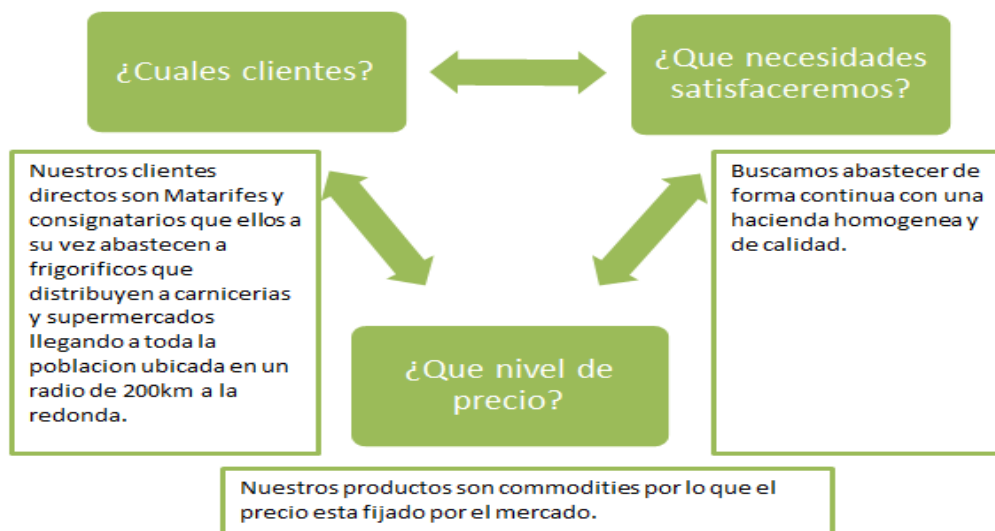 ¿Cuales clientes?
¿Que necesidades
satisfaceremos?
Nuestros clientes
directos son Matarifes y
consignatarios que ellos a
su vez abastecen a
frigorificos que
distribuyen a carnicerias
y supermercados
llegando a toda la
poblacion ubicada en un
radio de 200km a la
redonda.
Buscamos abastecer de
forma continua con una
hacienda homogenea y
de calidad.
¿Que nivel de
precio?
Nuestros productos son commodities por lo que el
precio esta fijado por el mercado.